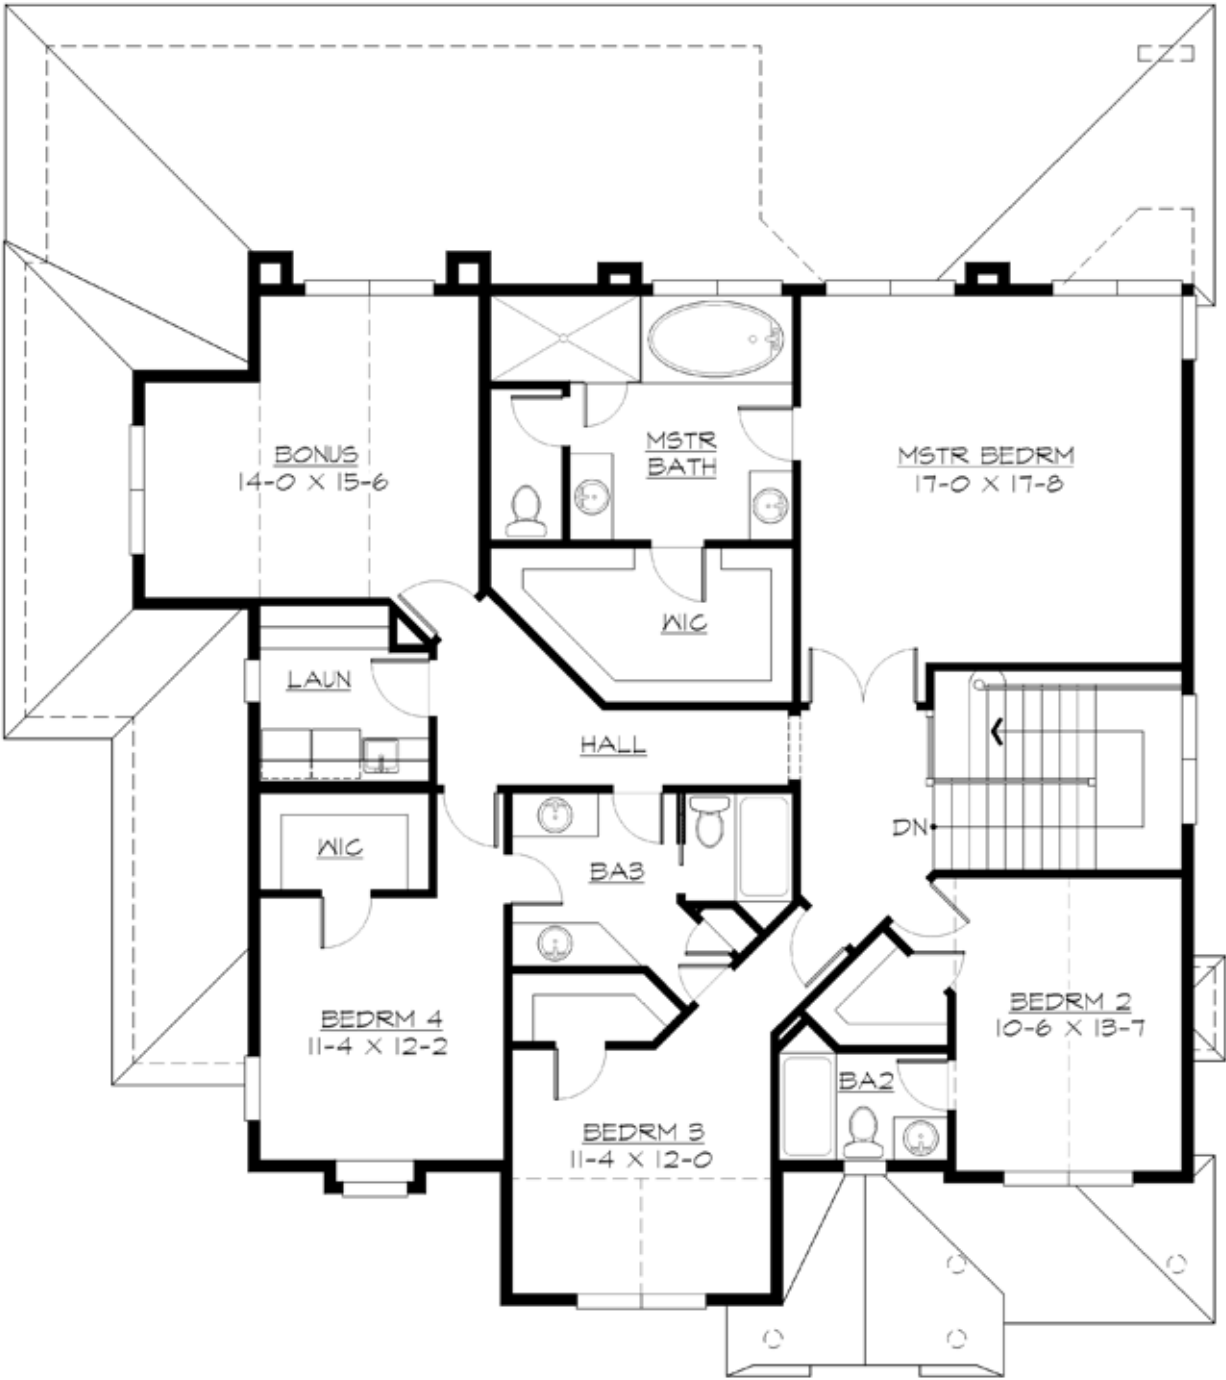 BONUS
14-0 X 15-6
MSTR
BATH
MSTR BEDRM
17-0 X 17-8
WIC
LAUN
HALL
DN
WIC
BA3
BEDRM 4
11-4 X 12-2
BEDRM 2
10-6 X 13-7
BA2
BEDRM 3
11-4 X 12-0